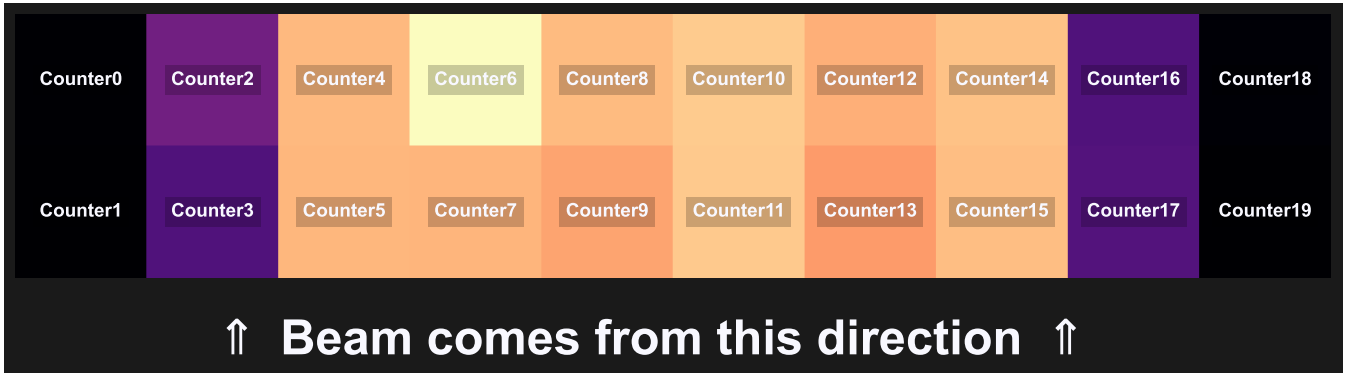 Counter0 Counter2 Counter4 Counter6 Counter8 Counter10 Counter12 Counter14 Counter16 Counter18
Counter1 Counter3 Counter5 Counter7 Counter9 Counter11 Counter13 Counter15 Counter17 Counter19
⇑ Beam comes from this direction ⇑